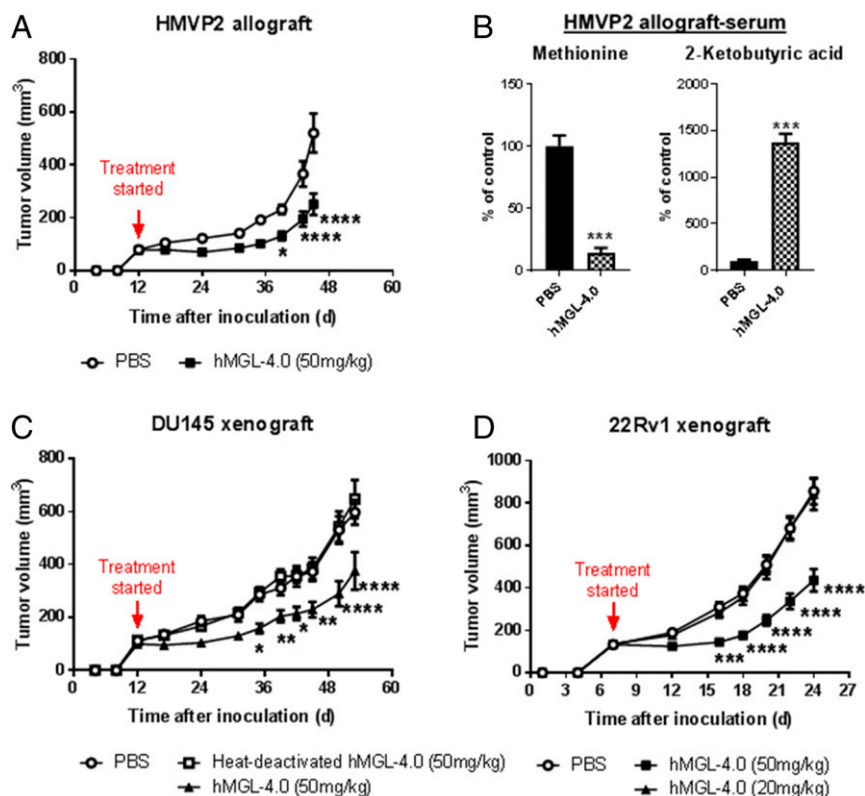 A
HMVP2 allograft
Tumor volume (mm³)
800
600
400
200
0
Treatment
started
*
****
****
0 12 24 36 48 60
Time after inoculation (d)
PBS hMGL-4.0 (50mg/kg)
B
HMVP2 allograft-serum
Methionine
% of control
150
100
50
0
***
PBS
hMGL-4.0
2-Ketobutyric acid
% of control
2000
1500
1000
500
0
***
PBS
hMGL-4.0
C
DU145 xenograft
Tumor volume (mm³)
800
600
400
200
0
Treatment
started
*
**
*
**
****
****
0 12 24 36 48 60
Time after inoculation (d)
PBS Heat-deactivated hMGL-4.0 (50mg/kg)
hMGL-4.0 (50mg/kg)
D
22Rv1 xenograft
Tumor volume (mm³)
1000
800
600
400
200
0
Treatment
started
***
****
****
****
****
0 3 6 9 12 15 18 21 24 27
Time after inoculation (d)
PBS hMGL-4.0 (50mg/kg)
hMGL-4.0 (20mg/kg)